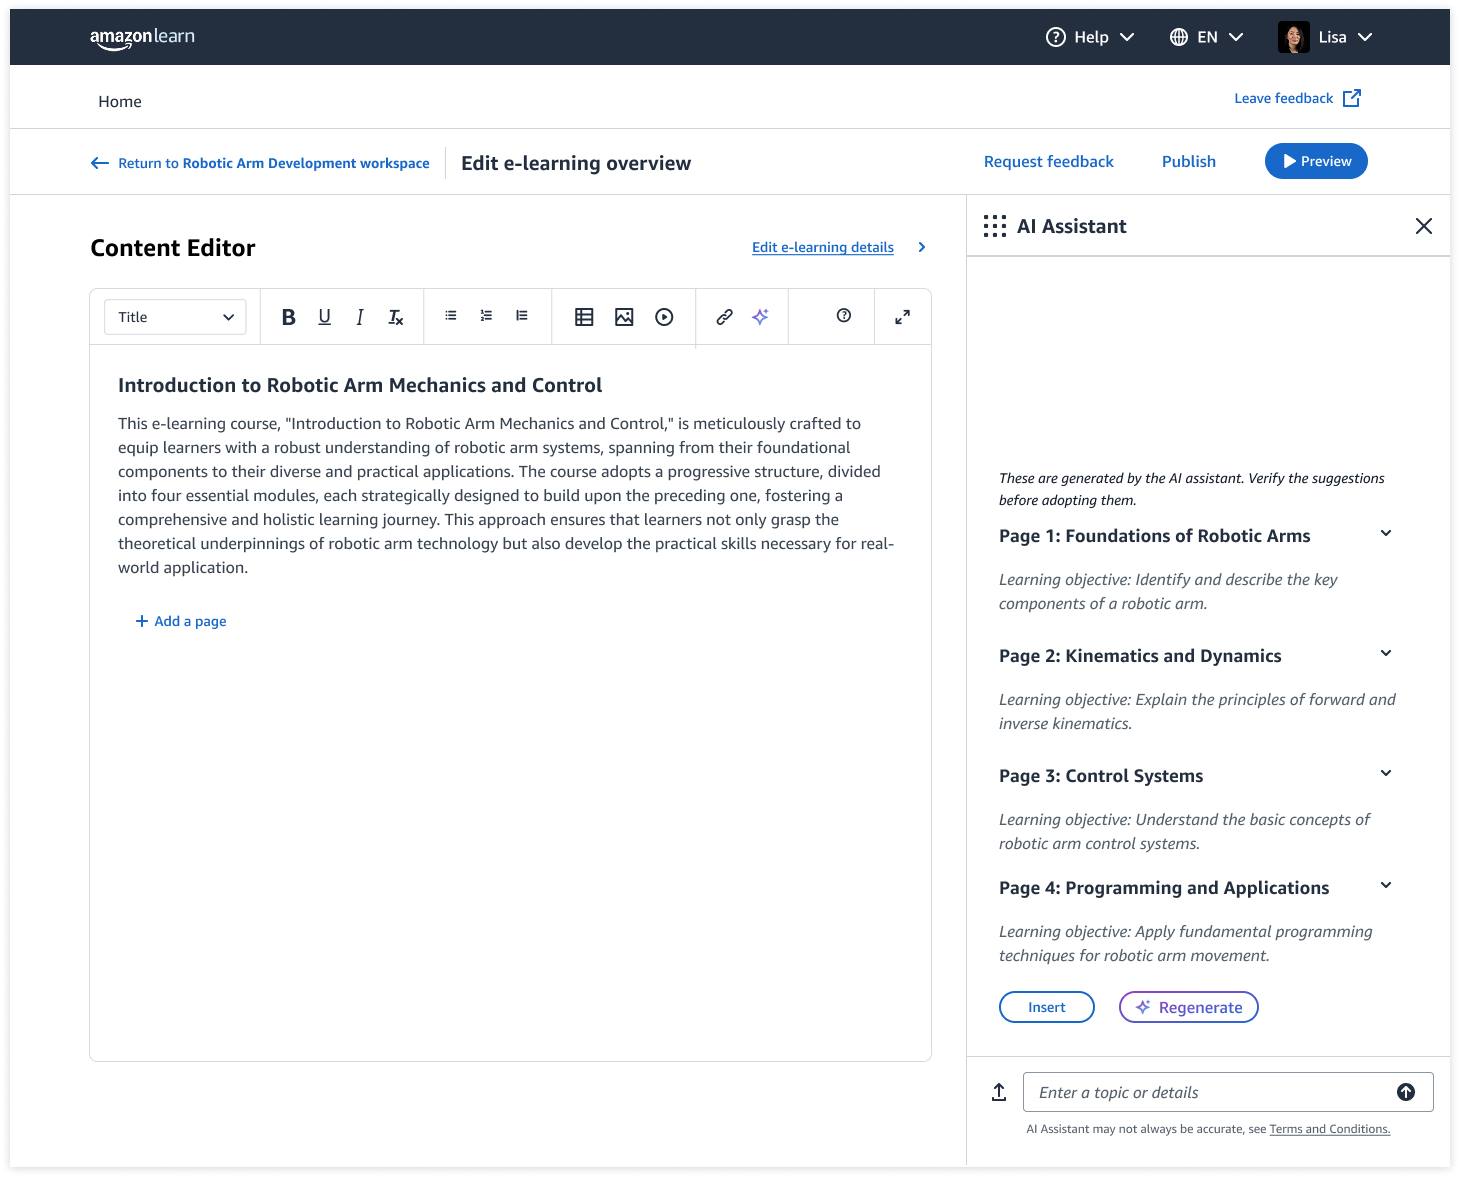 amazon learn
Help
EN
Lisa
Home
Leave feedback
Return to Robotic Arm Development workspace
Edit e-learning overview
Request feedback
Publish
Preview
Content Editor
Edit e-learning details
Title
B U I Tx
Introduction to Robotic Arm Mechanics and Control
This e-learning course, "Introduction to Robotic Arm Mechanics and Control," is meticulously crafted to
equip learners with a robust understanding of robotic arm systems, spanning from their foundational
components to their diverse and practical applications. The course adopts a progressive structure, divided
into four essential modules, each strategically designed to build upon the preceding one, fostering a
comprehensive and holistic learning journey. This approach ensures that learners not only grasp the
theoretical underpinnings of robotic arm technology but also develop the practical skills necessary for real-
world application.
+ Add a page
AI Assistant
These are generated by the AI assistant. Verify the suggestions
before adopting them.
Page 1: Foundations of Robotic Arms
Learning objective: Identify and describe the key
components of a robotic arm.
Page 2: Kinematics and Dynamics
Learning objective: Explain the principles of forward and
inverse kinematics.
Page 3: Control Systems
Learning objective: Understand the basic concepts of
robotic arm control systems.
Page 4: Programming and Applications
Learning objective: Apply fundamental programming
techniques for robotic arm movement.
Insert
Regenerate
Enter a topic or details
AI Assistant may not always be accurate, see Terms and Conditions.